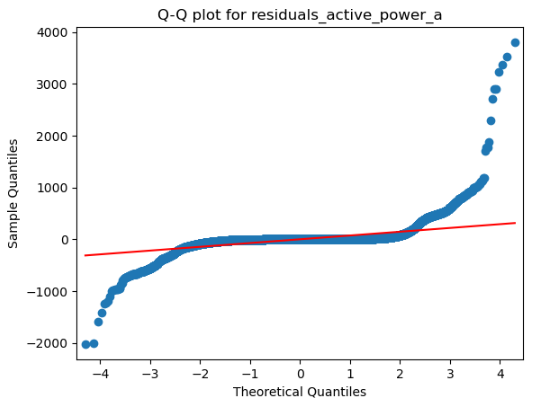 Q-Q plot for residuals_active_power_a
4000
3000
2000
1000
0
−1000
−2000
Sample Quantiles
−4 −3 −2 −1 0 1 2 3 4
Theoretical Quantiles